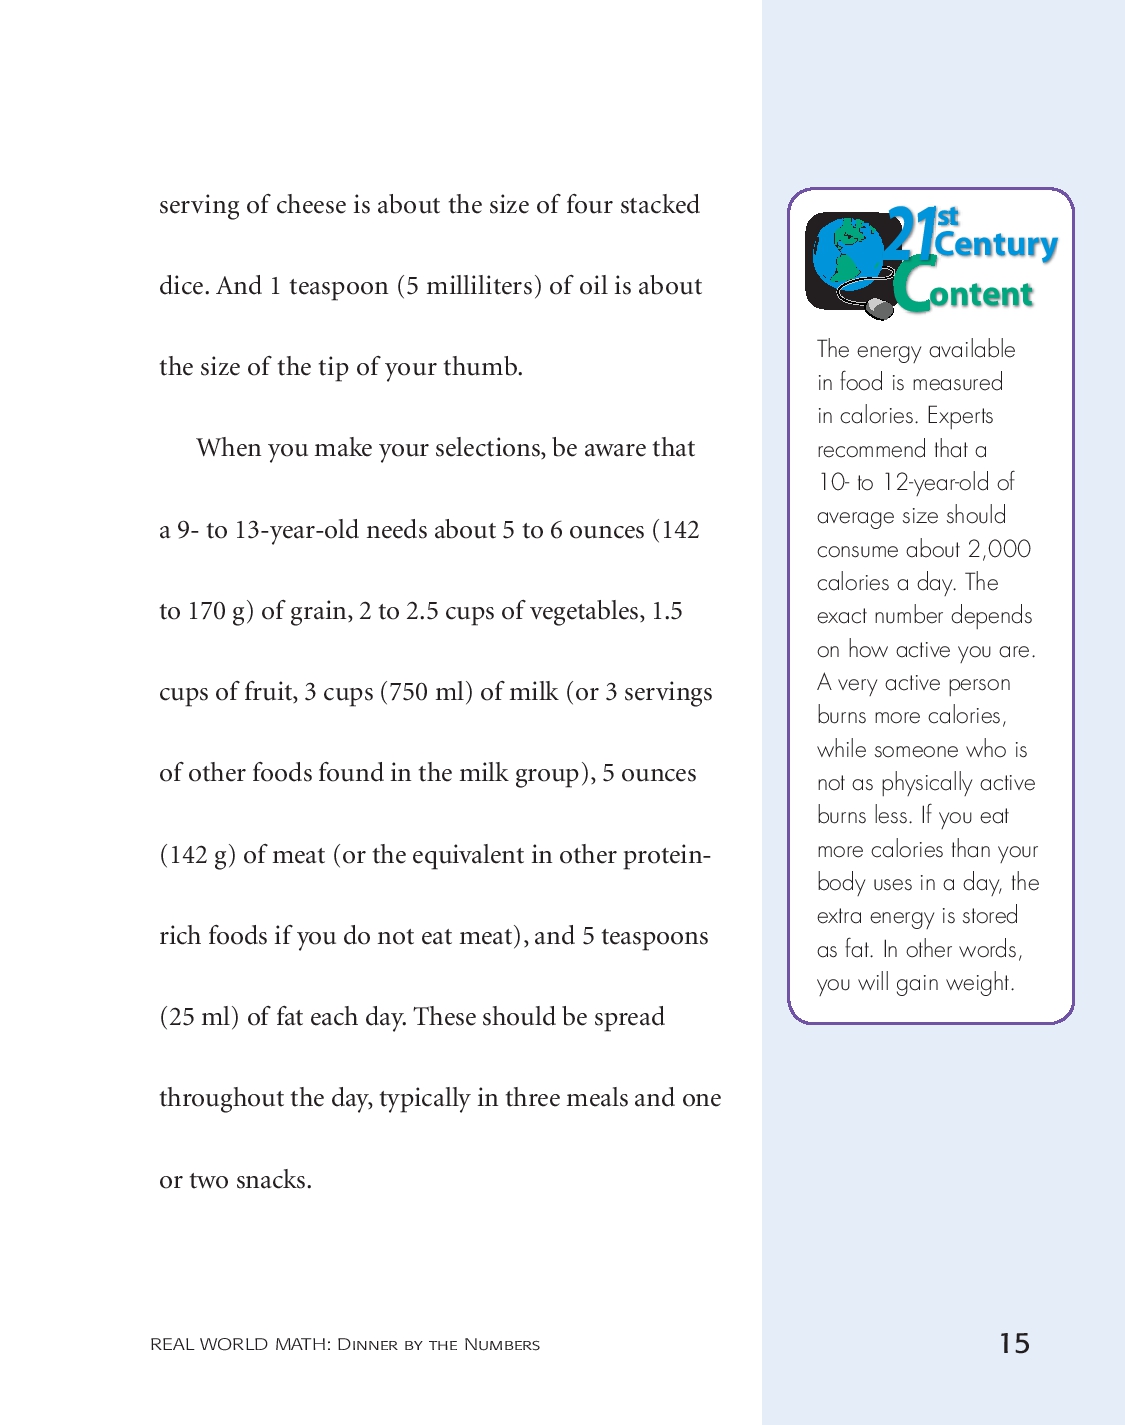 serving of cheese is about the size of four stacked
dice. And 1 teaspoon (5 milliliters) of oil is about
the size of the tip of your thumb.
When you make your selections, be aware that
a 9- to 13-year-old needs about 5 to 6 ounces (142
to 170 g) of grain, 2 to 2.5 cups of vegetables, 1.5
cups of fruit, 3 cups (750 ml) of milk (or 3 servings
of other foods found in the milk group), 5 ounces
(142 g) of meat (or the equivalent in other protein-
rich foods if you do not eat meat), and 5 teaspoons
(25 ml) of fat each day. These should be spread
throughout the day, typically in three meals and one
or two snacks.
21st Century
Content
The energy available
in food is measured
in calories. Experts
recommend that a
10- to 12-year-old of
average size should
consume about 2,000
calories a day. The
exact number depends
on how active you are.
A very active person
burns more calories,
while someone who is
not as physically active
burns less. If you eat
more calories than your
body uses in a day, the
extra energy is stored
as fat. In other words,
you will gain weight.
REAL WORLD MATH: Dinner by the Numbers
15